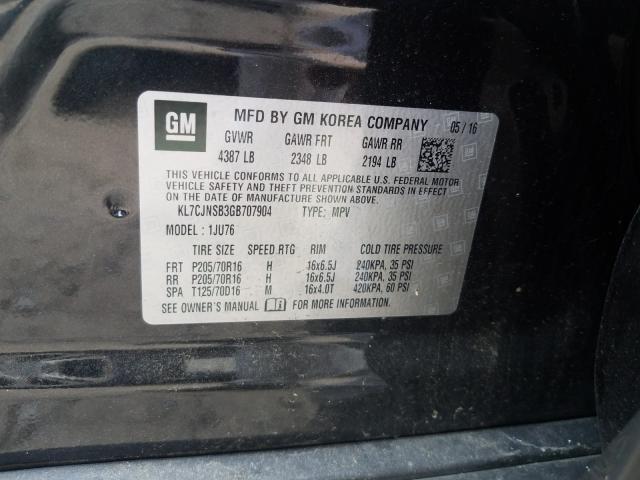 GM
MFD BY GM KOREA COMPANY 05/16
GVWR GAWR FRT GAWR RR
4387 LB 2348 LB 2194 LB
THIS VEHICLE CONFORMS TO ALL APPLICABLE U.S. FEDERAL MOTOR
VEHICLE SAFETY AND THEFT PREVENTION STANDARDS IN EFFECT
ON THE DATE OF MANUFACTURE SHOWN ABOVE.
KL7CJNSB3GB707904 TYPE: MPV
MODEL : 1JU76
TIRE SIZE SPEED RTG RIM COLD TIRE PRESSURE
FRT P205/70R16 H 16x6.5J 240KPA, 35 PSI
RR P205/70R16 H 16x6.5J 240KPA, 35 PSI
SPA T125/70D16 M 16x4.0T 420KPA, 60 PSI
SEE OWNER'S MANUAL FOR MORE INFORMATION.